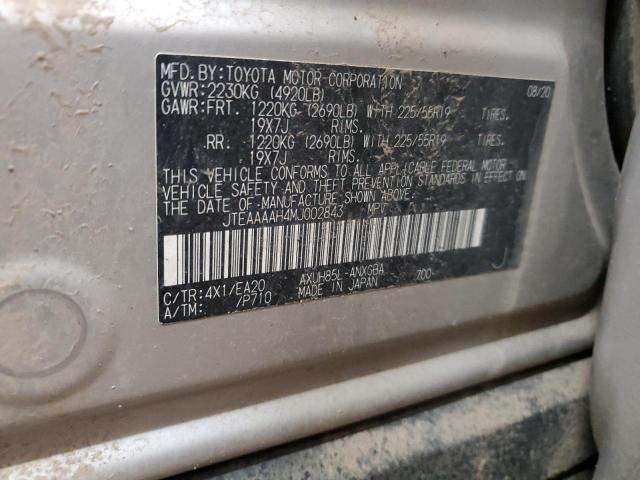 MFD.BY:TOYOTA MOTOR CORPORATION 08/20
GVWR:2230KG (4920LB)
GAWR:FRT. 1220KG (2690LB) WITH 225/55R19 TIRES.
19X7J RIMS.
RR. 1220KG (2690LB) WITH 225/55R19 TIRES.
19X7J RIMS.
THIS VEHICLE CONFORMS TO ALL APPLICABLE FEDERAL MOTOR
VEHICLE SAFETY AND THEFT PREVENTION STANDARDS IN EFFECT ON
THE DATE OF MANUFACTURE SHOWN ABOVE.
JTEAAAAH4MJ002843 MPV
C/TR:4X1/EA20 AXUH85L-ANXGBA 700-
A/TM: 7P710 MADE IN JAPAN
J